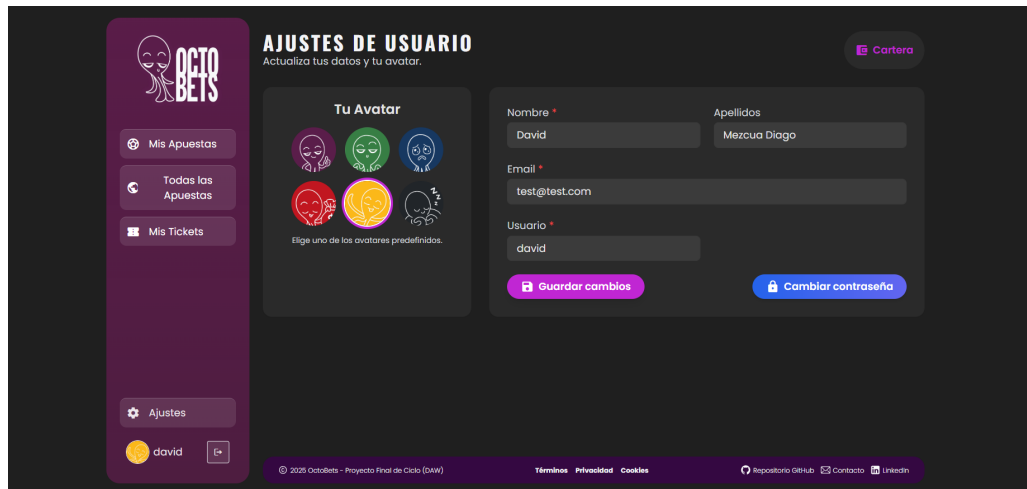 OCTO
BETS
Mis Apuestas
Todas las
Apuestas
Mis Tickets
Ajustes
david
AJUSTES DE USUARIO
Actualiza tus datos y tu avatar.
Cartera
Tu Avatar
Elige uno de los avatares predefinidos.
Nombre *
Apellidos
David
Mezcua Diago
Email *
test@test.com
Usuario *
david
Guardar cambios
Cambiar contraseña
© 2025 OctoBets - Proyecto Final de Ciclo (DAW)
Términos Privacidad Cookies
Repositorio GitHub Contacto LinkedIn